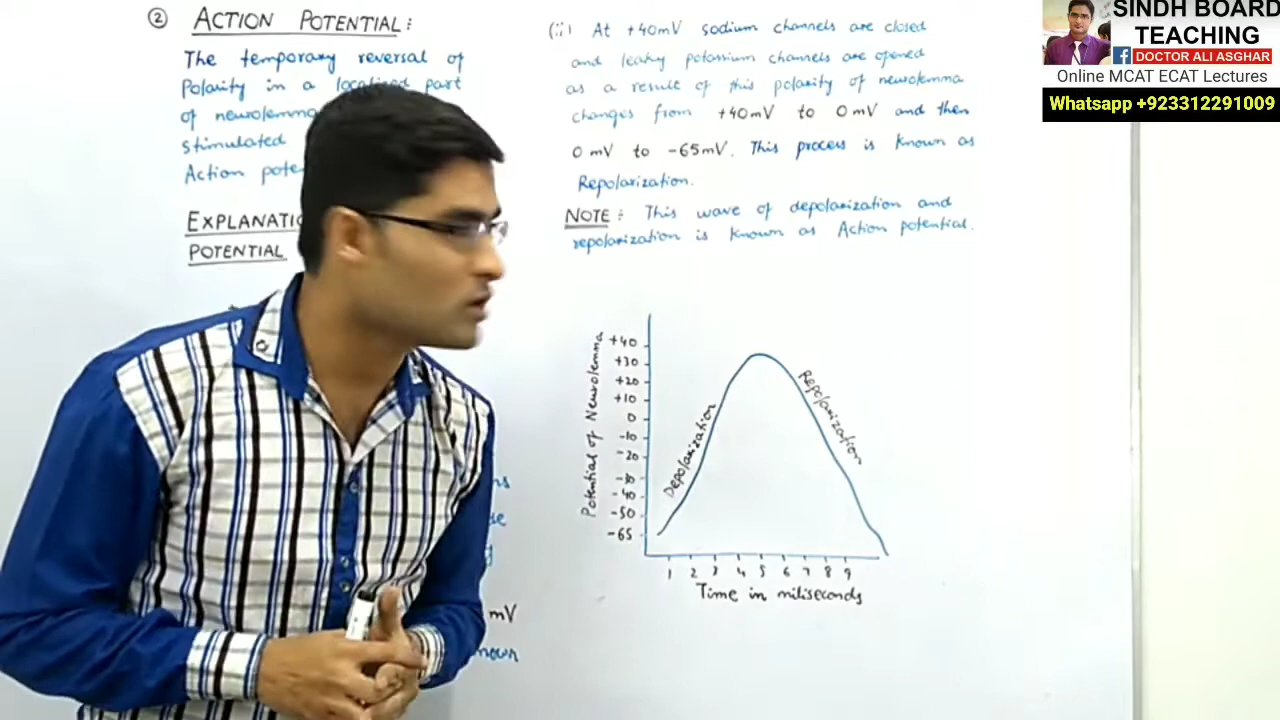 ② ACTION POTENTIAL:
The temporary reversal of
Polarity in a localized part
of neurolemma
stimulated
Action pote
EXPLANATIO
POTENTIAL
mV
nown
(ii) At +40mV sodium channels are closed
and leaky potassium channels are opened
as a result of this polarity of neurolemma
changes from +40mV to 0mV and then
0mV to -65mV. This process is known as
Repolarization.
NOTE: This wave of depolarization and
repolarization is known as Action potential.
Potential of Neurolemma
+40
+30
+20
+10
0
-10
-20
-30
-40
-50
-65
Depolarization
Repolarization
1 2 3 4 5 6 7 8 9
Time in miliseconds
SINDH BOARD
TEACHING
f DOCTOR ALI ASGHAR
Online MCAT ECAT Lectures
Whatsapp +923312291009